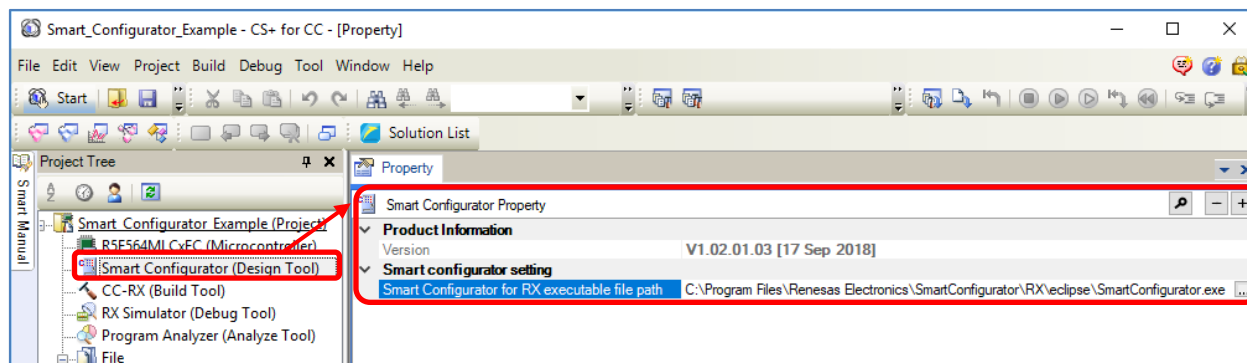 Smart_Configurator_Example - CS+ for CC - [Property]
File Edit View Project Build Debug Tool Window Help
Start
Solution List
Project Tree
Property
Smart Manual
Smart Configurator Property
Smart_Configurator_Example (Project)
Product Information
R5F564MLCxFC (Microcontroller)
Version V1.02.01.03 [17 Sep 2018]
Smart Configurator (Design Tool)
Smart configurator setting
CC-RX (Build Tool)
Smart Configurator for RX executable file path C:\Program Files\Renesas Electronics\SmartConfigurator\RX\eclipse\SmartConfigurator.exe ...
RX Simulator (Debug Tool)
Program Analyzer (Analyze Tool)
File